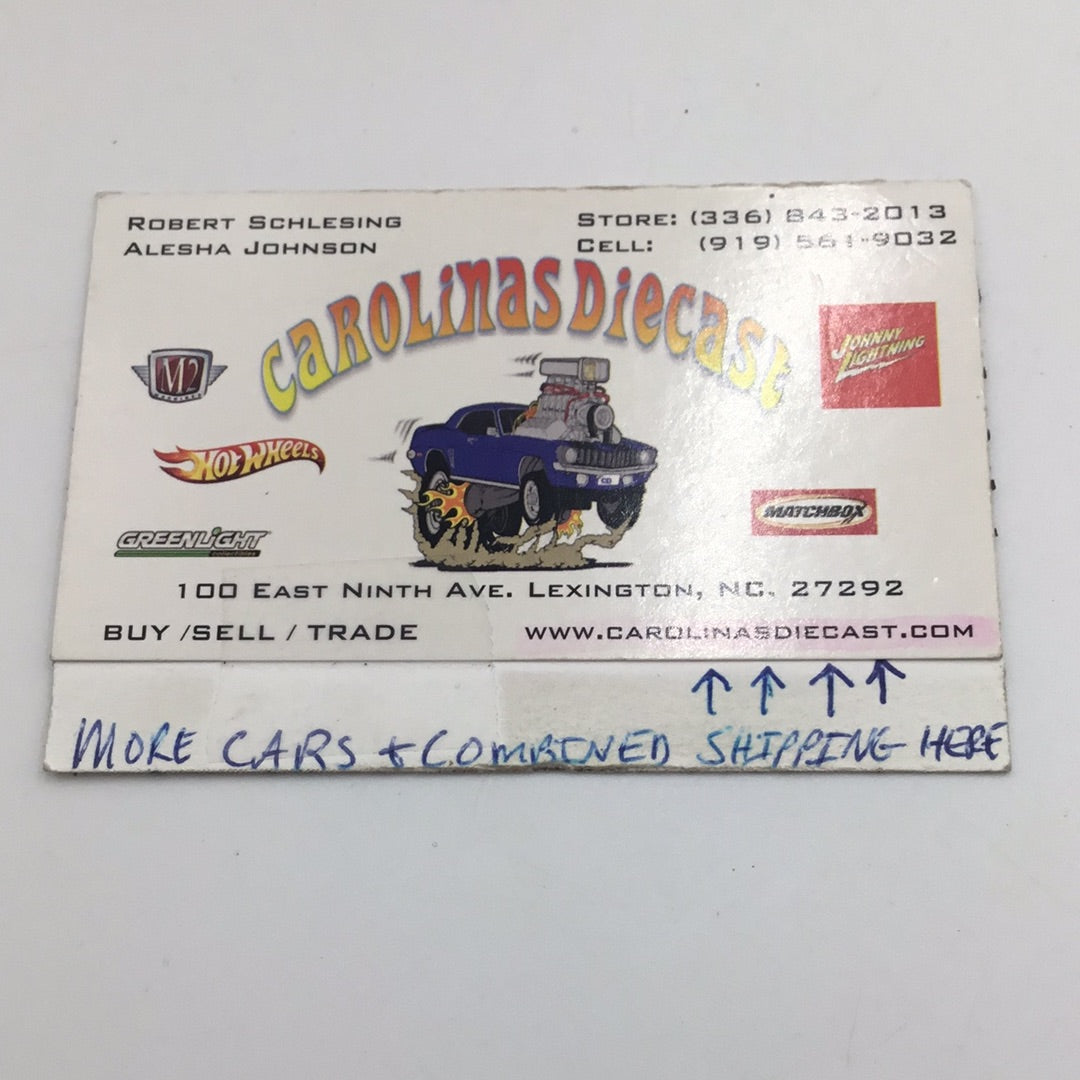 ROBERT SCHLESING
ALESHA JOHNSON
STORE: (336) 843-2013
CELL: (919) 561-9032
CAROLINAS DIECAST
M2
MACHINES
JOHNNY LIGHTNING
HOT WHEELS
MATCHBOX
GREENLIGHT
COLLECTIBLES
100 EAST NINTH AVE. LEXINGTON, NC. 27292
BUY /SELL / TRADE
WWW.CAROLINASDIECAST.COM
MORE CARS + COMBINED SHIPPING HERE